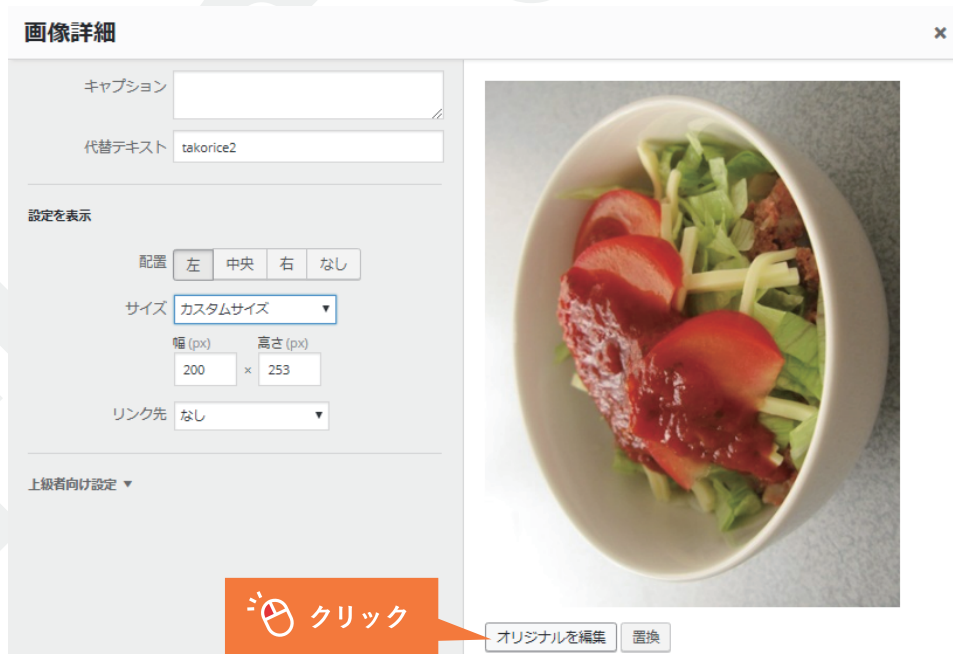 画像詳細
×
キャプション
代替テキスト takorice2
設定を表示
配置 左 中央 右 なし
サイズ カスタムサイズ ▼
幅 (px) 高さ (px)
200 × 253
リンク先 なし ▼
上級者向け設定 ▼
クリック
オリジナルを編集 置換